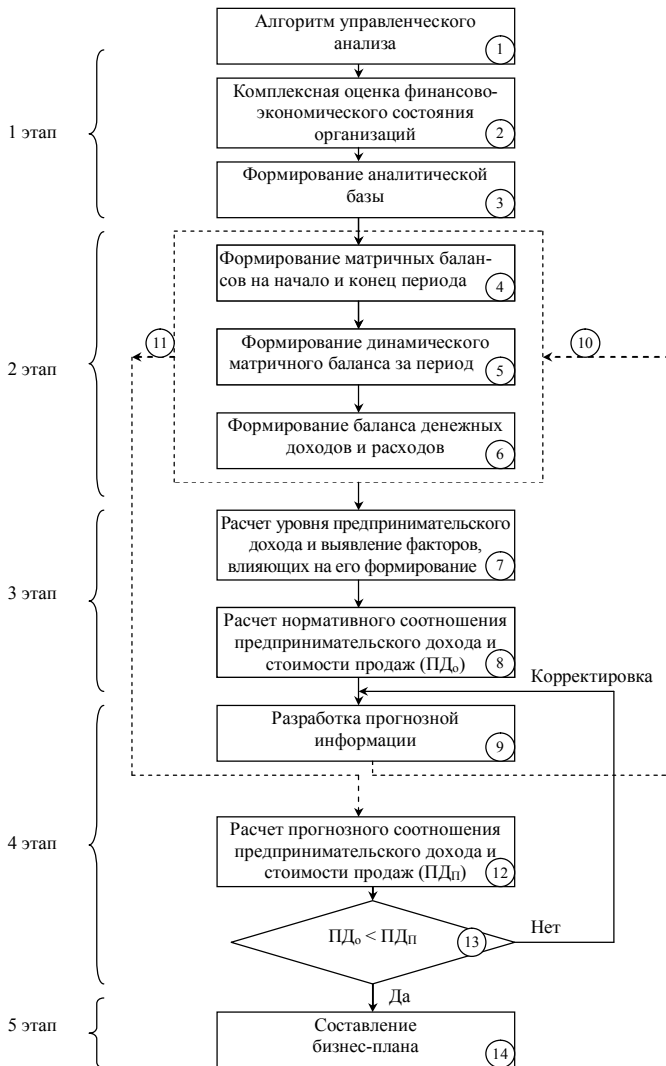 Алгоритм управленческого
анализа
1
Комплексная оценка финансово-
экономического состояния
организаций
2
1 этап
Формирование аналитической
базы
3
Формирование матричных балан-
сов на начало и конец периода
4
11
10
Формирование динамического
матричного баланса за период
5
2 этап
Формирование баланса денежных
доходов и расходов
6
Расчет уровня предпринимательского
дохода и выявление факторов,
влияющих на его формирование
7
3 этап
Расчет нормативного соотношения
предпринимательского дохода и
стоимости продаж (ПДо)
8
Корректировка
Разработка прогнозной
информации
9
4 этап
Расчет прогнозного соотношения
предпринимательского дохода и
стоимости продаж (ПДП)
12
ПДо < ПДП
13
Нет
Да
5 этап
Составление
бизнес-плана
14